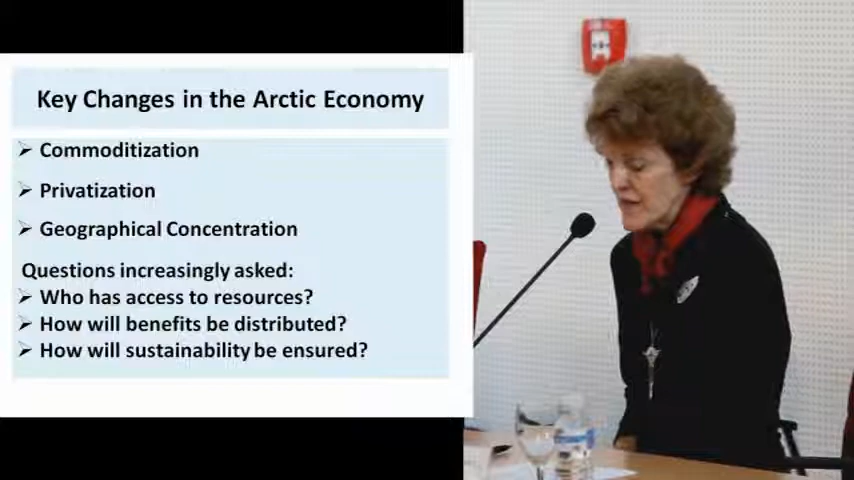 Key Changes in the Arctic Economy
➢ Commoditization
➢ Privatization
➢ Geographical Concentration
Questions increasingly asked:
➢ Who has access to resources?
➢ How will benefits be distributed?
➢ How will sustainability be ensured?